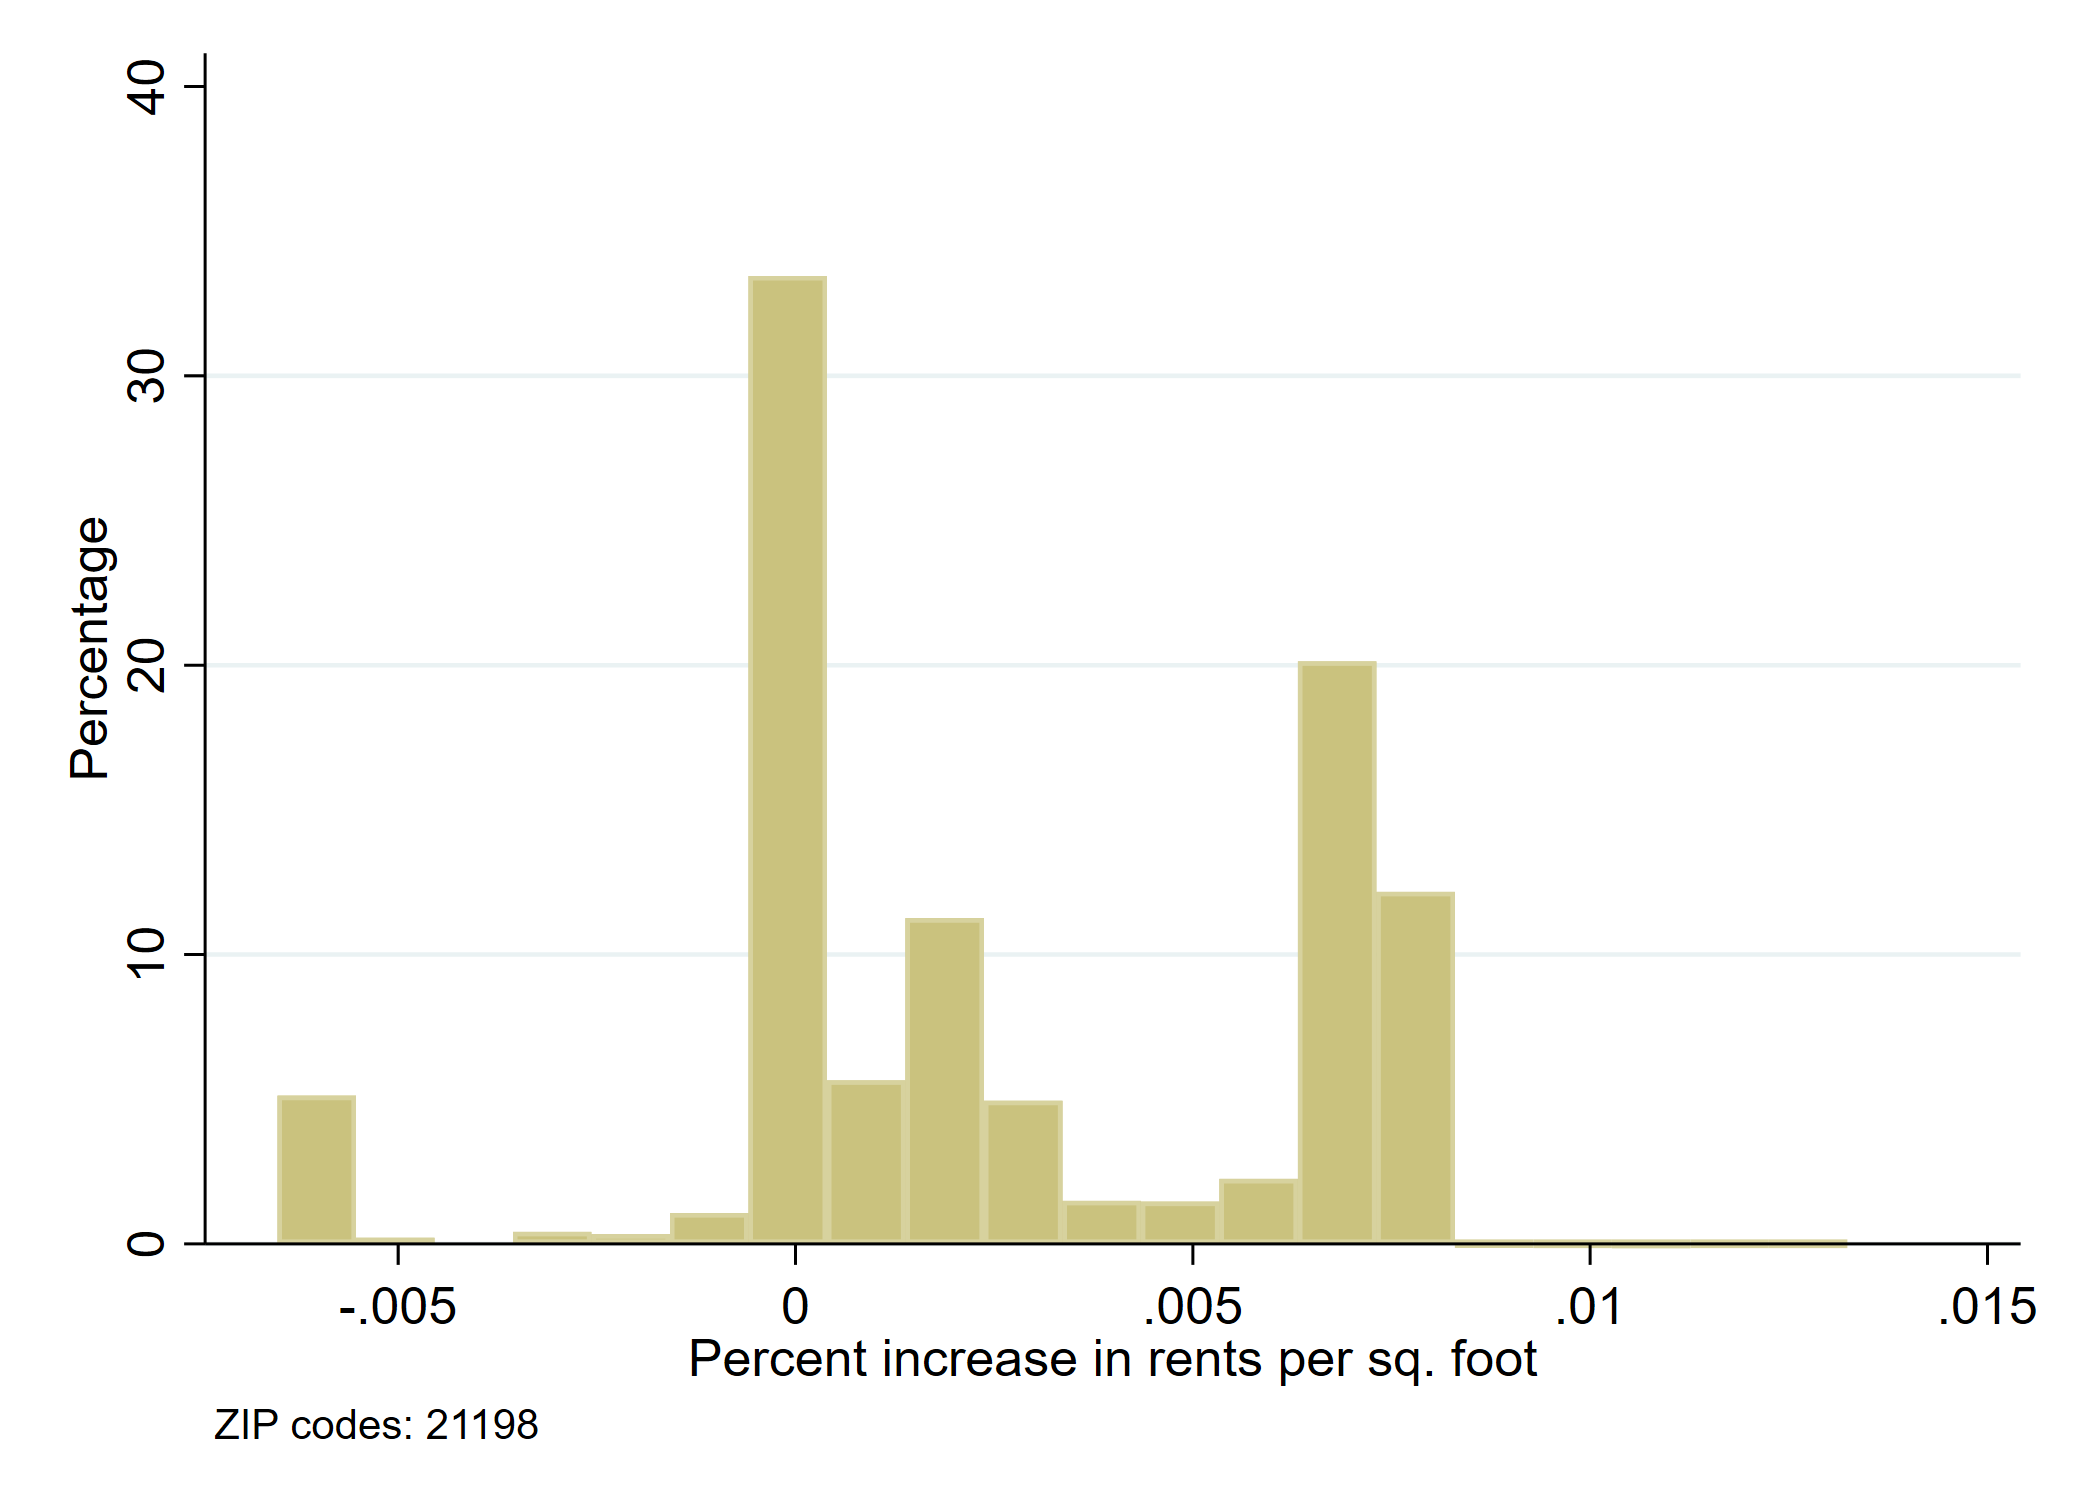 40
30
20
10
0
Percentage
-.005 0 .005 .01 .015
Percent increase in rents per sq. foot
ZIP codes: 21198